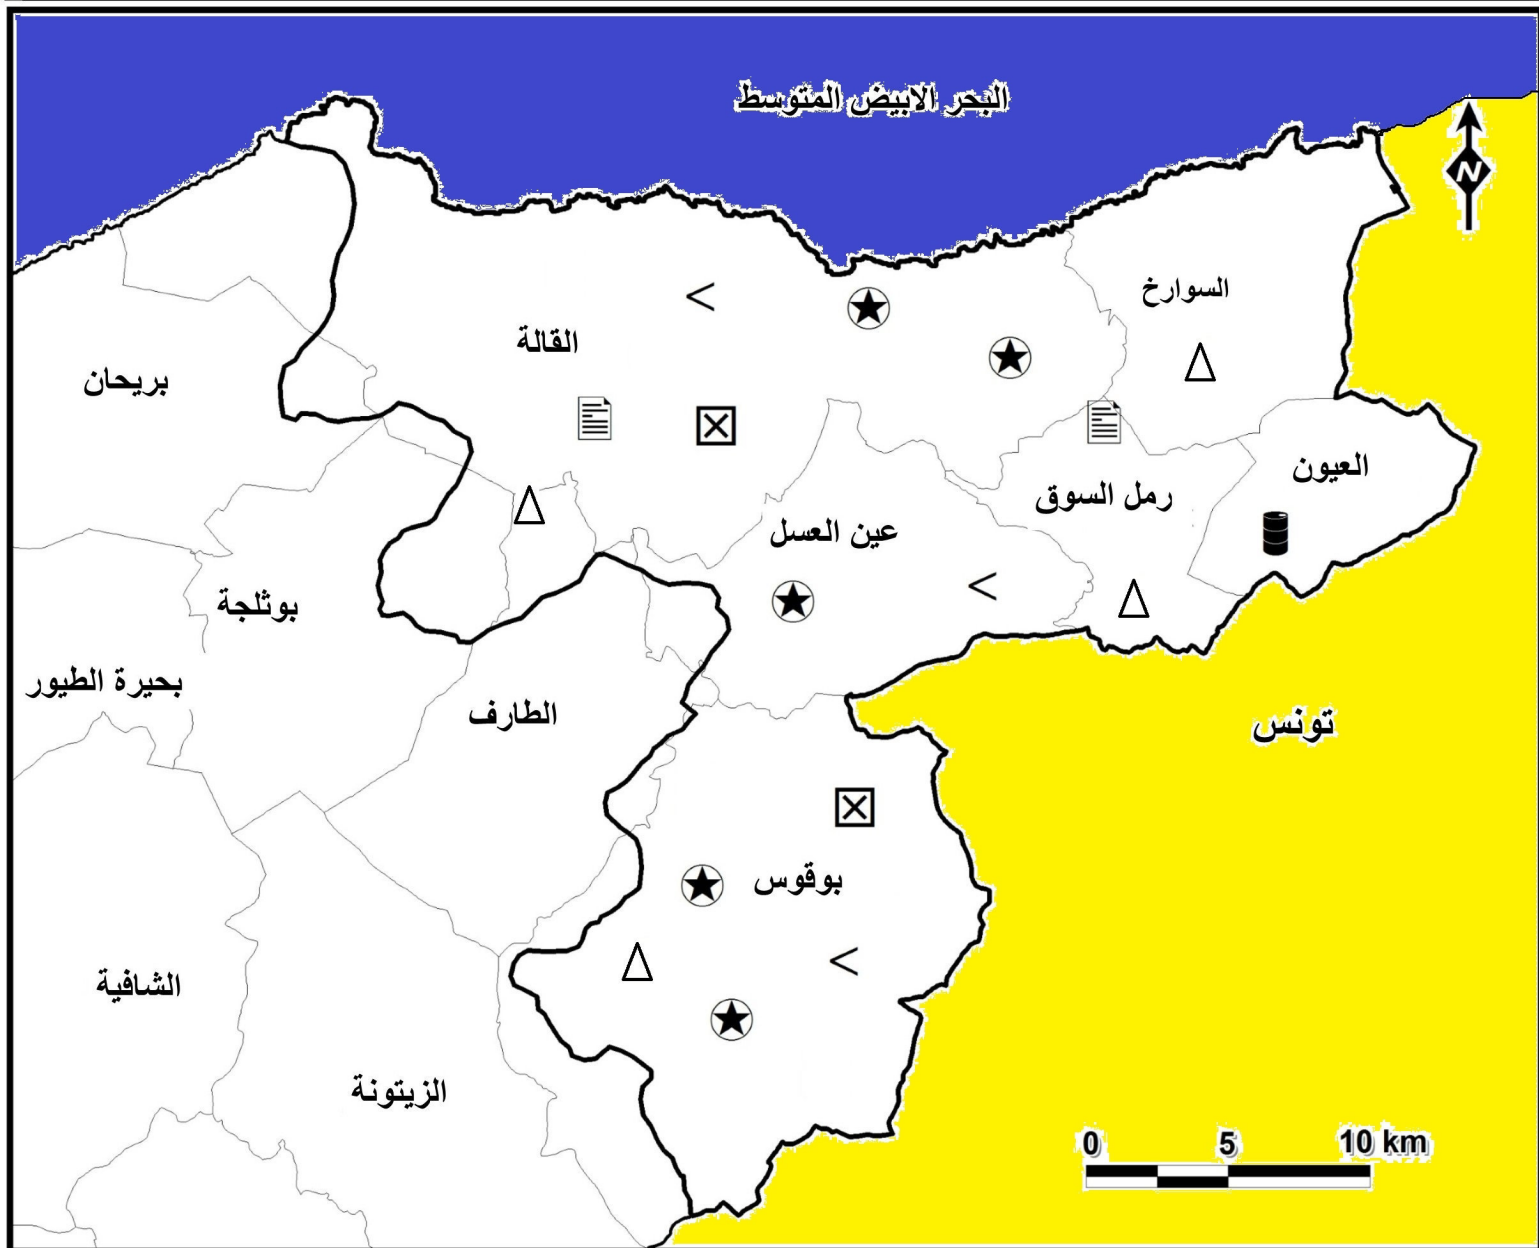 البحر الابيض المتوسط
N
السوارخ
القالة
بريحان
العيون
رمل السوق
عين العسل
بوثلجة
بحيرة الطيور
الطارف
تونس
بوقوس
الشافية
الزيتونة
0 5 10 km